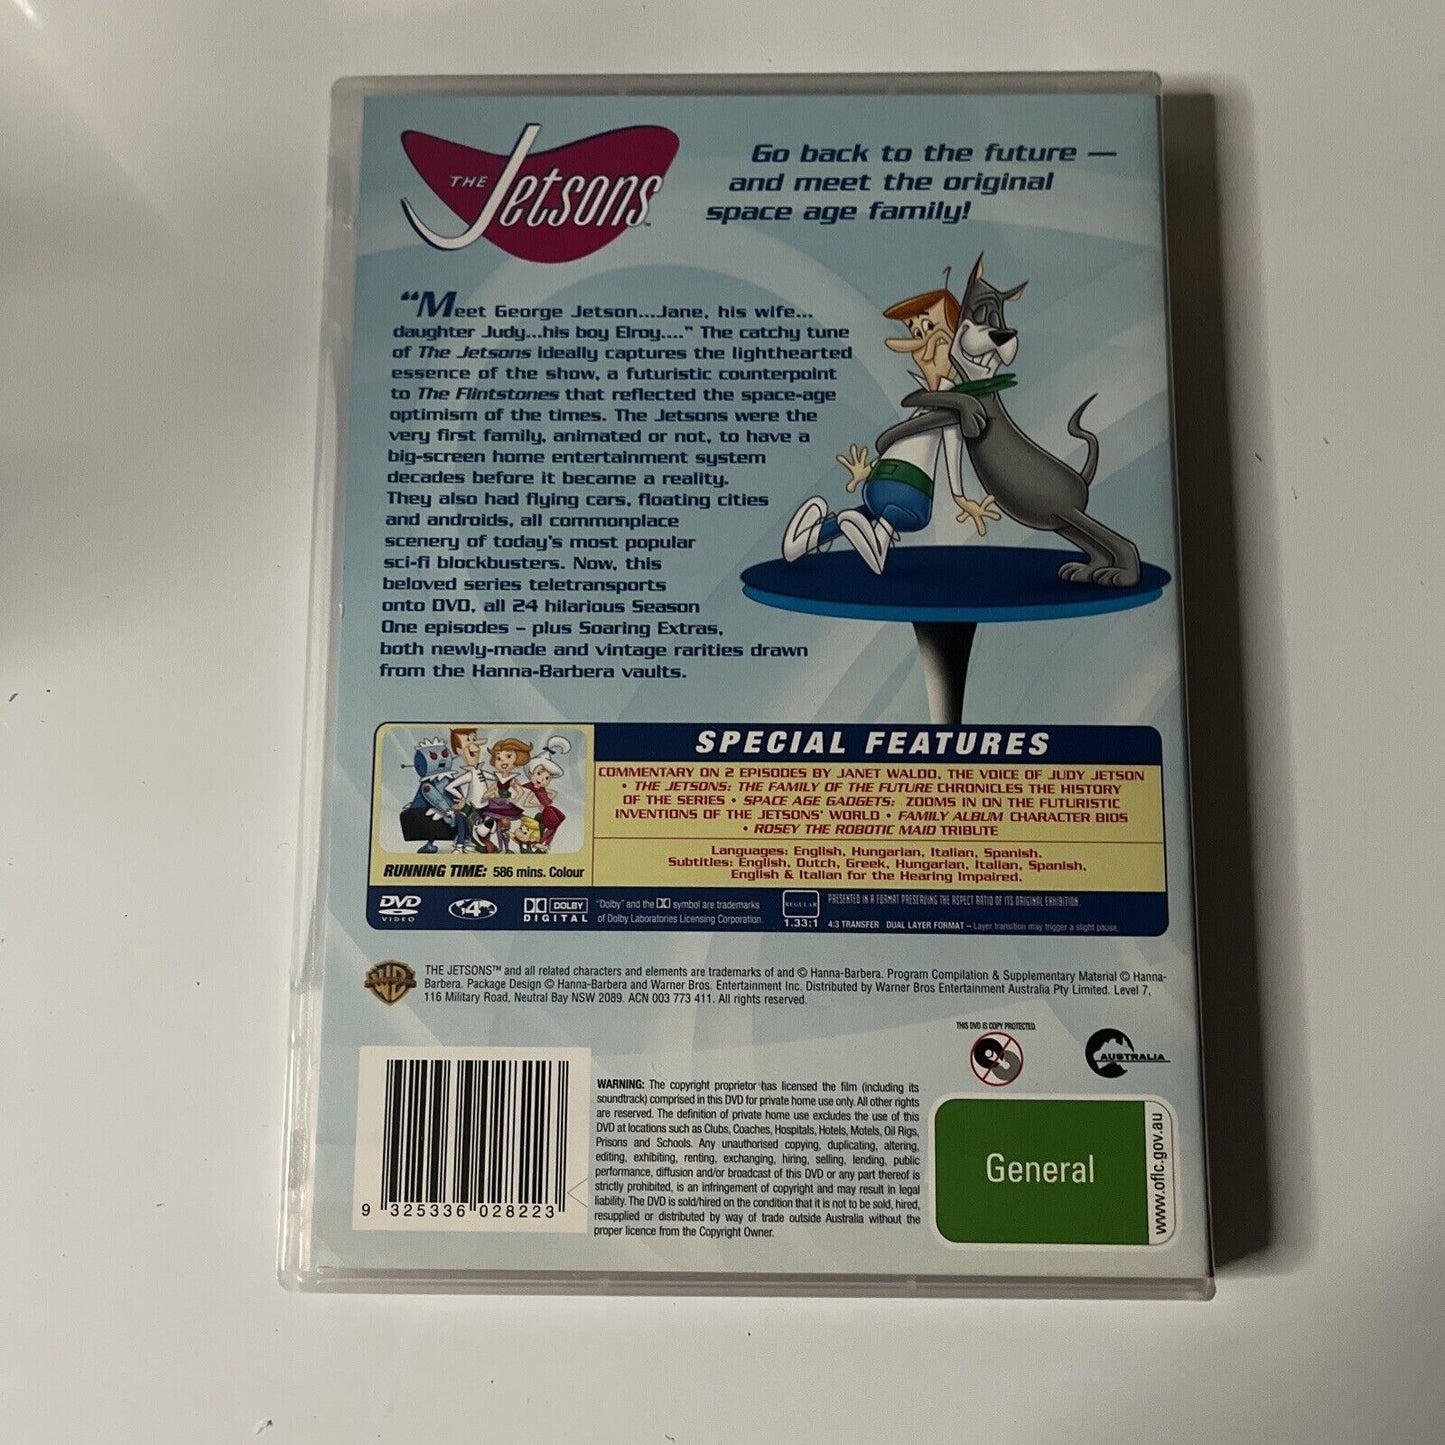 THE Jetsons™
Go back to the future —
and meet the original
space age family!
“Meet George Jetson...Jane, his wife...
daughter Judy...his boy Elroy....” The catchy tune
of The Jetsons ideally captures the lighthearted
essence of the show, a futuristic counterpoint
to The Flintstones that reflected the space-age
optimism of the times. The Jetsons were the
very first family, animated or not, to have a
big-screen home entertainment system
decades before it became a reality.
They also had flying cars, floating cities
and androids, all commonplace
scenery of today's most popular
sci-fi blockbusters. Now, this
beloved series teletransports
onto DVD, all 24 hilarious Season
One episodes – plus Soaring Extras,
both newly-made and vintage rarities drawn
from the Hanna-Barbera vaults.
SPECIAL FEATURES
COMMENTARY ON 2 EPISODES BY JANET WALDO, THE VOICE OF JUDY JETSON
• THE JETSONS: THE FAMILY OF THE FUTURE CHRONICLES THE HISTORY
OF THE SERIES • SPACE AGE GADGETS: ZOOMS IN ON THE FUTURISTIC
INVENTIONS OF THE JETSONS' WORLD • FAMILY ALBUM CHARACTER BIOS
• ROSEY THE ROBOTIC MAID TRIBUTE
Languages: English, Hungarian, Italian, Spanish.
Subtitles: English, Dutch, Greek, Hungarian, Italian, Spanish,
English & Italian for the Hearing Impaired.
RUNNING TIME: 586 mins. Colour
DVD VIDEO
4
DOLBY DIGITAL
“Dolby” and the DD symbol are trademarks
of Dolby Laboratories Licensing Corporation.
REGULAR
1.33:1
PRESENTED IN A FORMAT PRESERVING THE ASPECT RATIO OF ITS ORIGINAL EXHIBITION.
4:3 TRANSFER DUAL LAYER FORMAT – Layer transition may trigger a slight pause.
WB
THE JETSONS™ and all related characters and elements are trademarks of and © Hanna-Barbera. Program Compilation & Supplementary Material © Hanna-
Barbera. Package Design © Hanna-Barbera and Warner Bros. Entertainment Inc. Distributed by Warner Bros Entertainment Australia Pty Limited. Level 7,
116 Military Road, Neutral Bay NSW 2089. ACN 003 773 411. All rights reserved.
THIS DVD IS COPY PROTECTED.
AUSTRALIA
9 325336 028223
WARNING: The copyright proprietor has licensed the film (including its
soundtrack) comprised in this DVD for private home use only. All other rights
are reserved. The definition of private home use excludes the use of this
DVD at locations such as Clubs, Coaches, Hospitals, Hotels, Motels, Oil Rigs,
Prisons and Schools. Any unauthorised copying, duplicating, altering,
editing, exhibiting, renting, exchanging, hiring, selling, lending, public
performance, diffusion and/or broadcast of this DVD or any part thereof is
strictly prohibited, is an infringement of copyright and may result in legal
liability. The DVD is sold/hired on the condition that it is not to be sold, hired,
resupplied or distributed by way of trade outside Australia without the
proper licence from the Copyright Owner.
General
www.oflc.gov.au